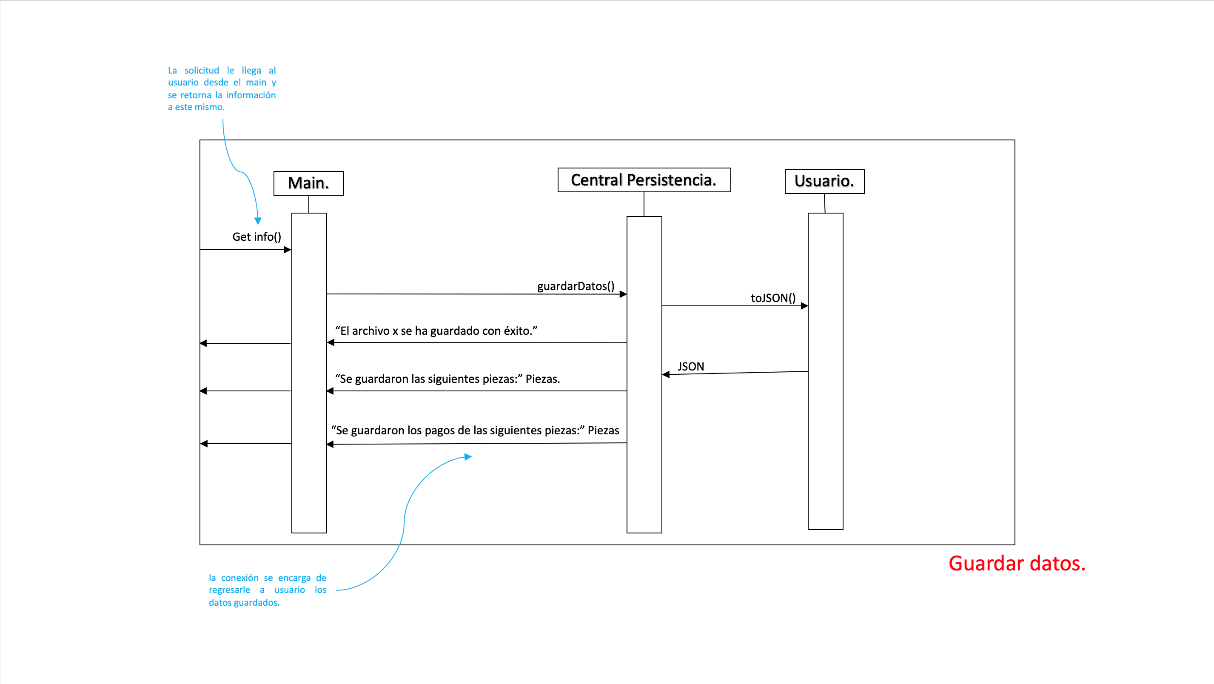 La solicitud le llega al
usuario desde el main y
se retorna la información
a este mismo.
Main.
Central Persistencia.
Usuario.
Get info()
guardarDatos()
toJSON()
“El archivo x se ha guardado con éxito.”
JSON
“Se guardaron las siguientes piezas:” Piezas.
“Se guardaron los pagos de las siguientes piezas:” Piezas
Guardar datos.
la conexión se encarga de
regresarle a usuario los
datos guardados.